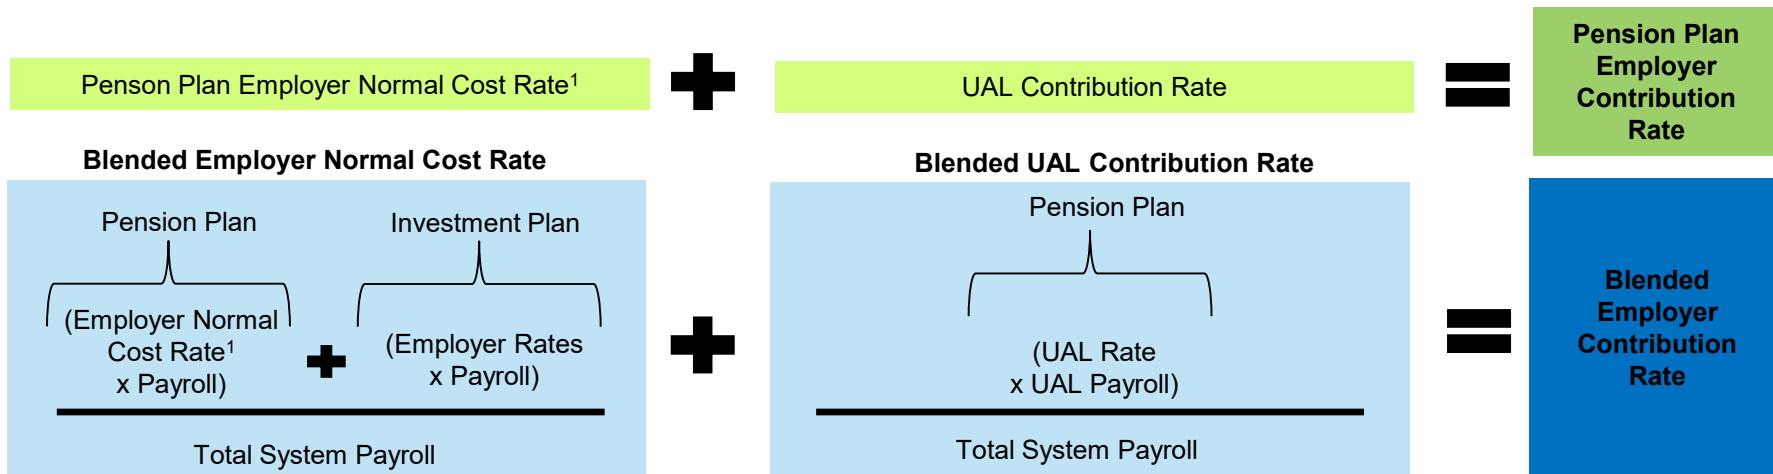 Penson Plan Employer Normal Cost Rate¹
UAL Contribution Rate
Pension Plan
Employer
Contribution
Rate
Blended Employer Normal Cost Rate
Pension Plan
Investment Plan
(Employer Normal
Cost Rate¹
x Payroll)
(Employer Rates
x Payroll)
Total System Payroll
Blended UAL Contribution Rate
Pension Plan
(UAL Rate
x UAL Payroll)
Total System Payroll
Blended
Employer
Contribution
Rate